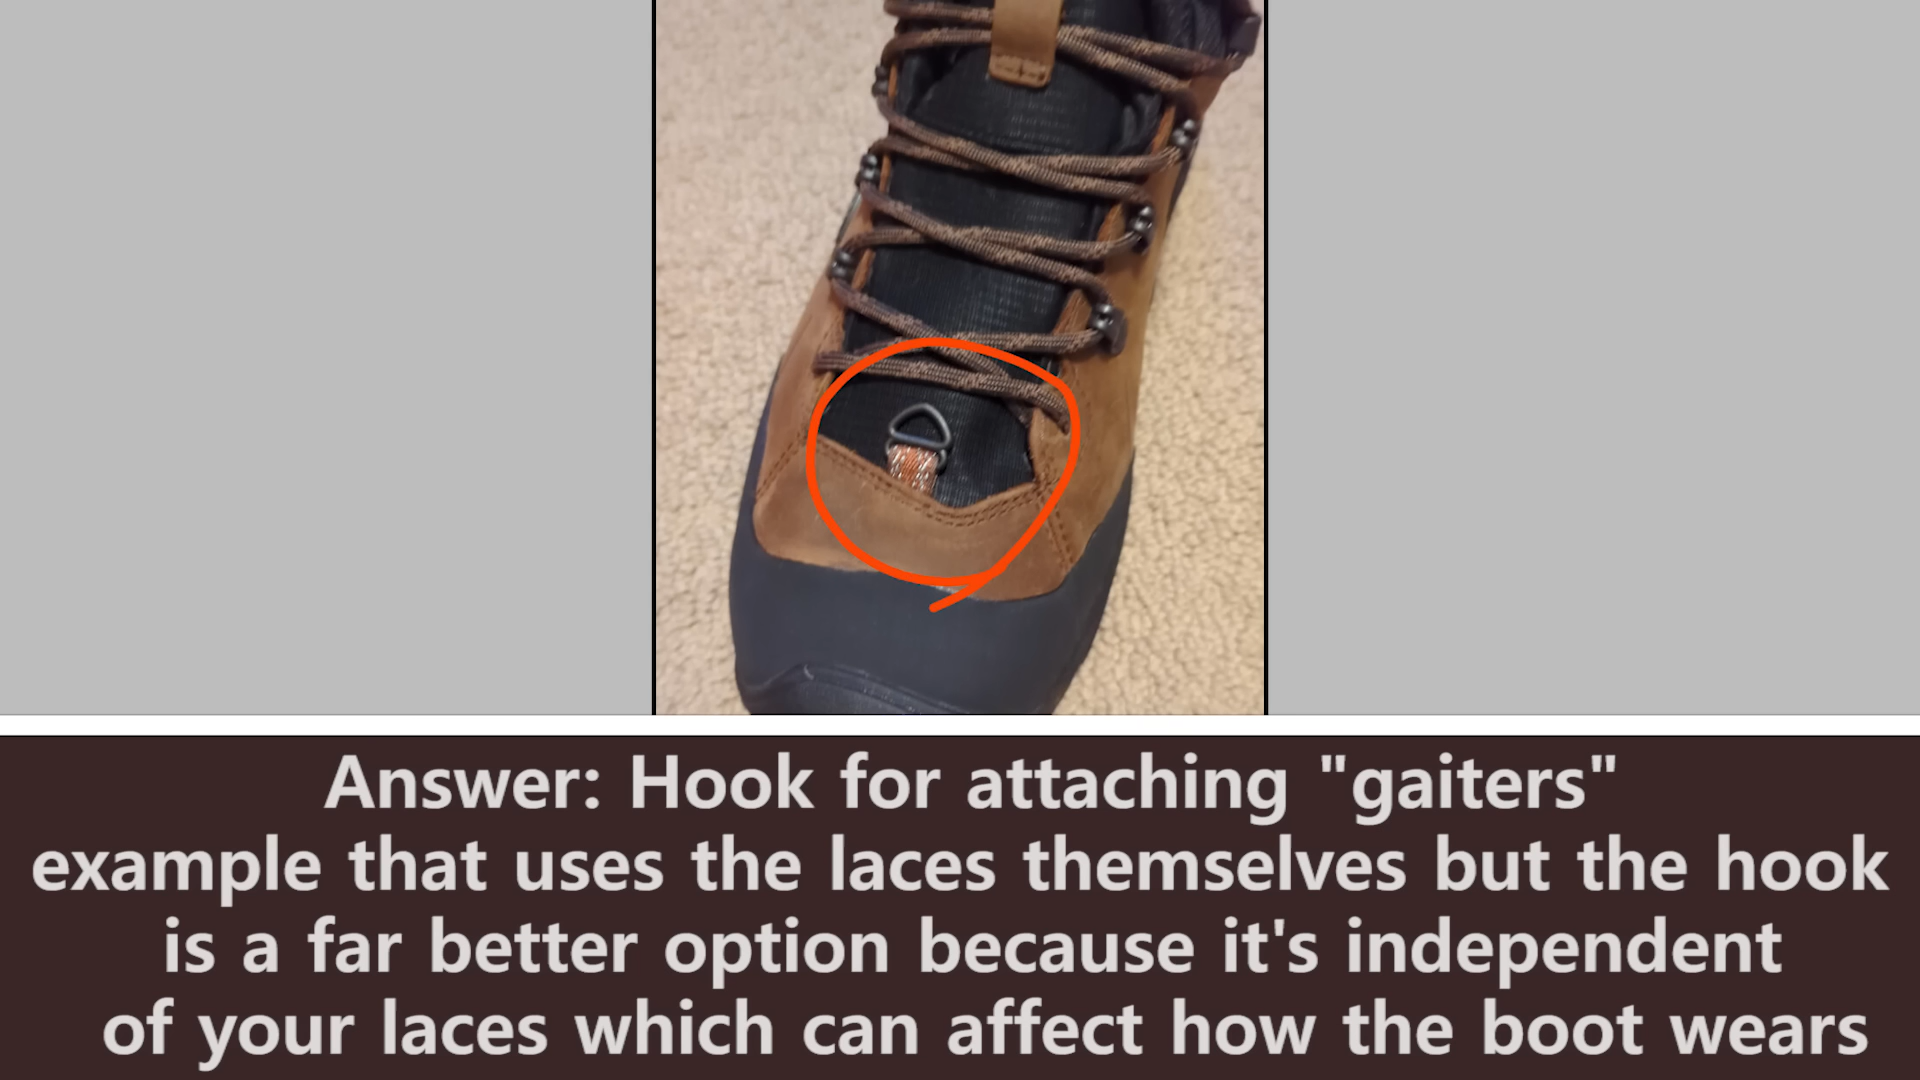 Answer: Hook for attaching "gaiters"
example that uses the laces themselves but the hook
is a far better option because it's independent
of your laces which can affect how the boot wears